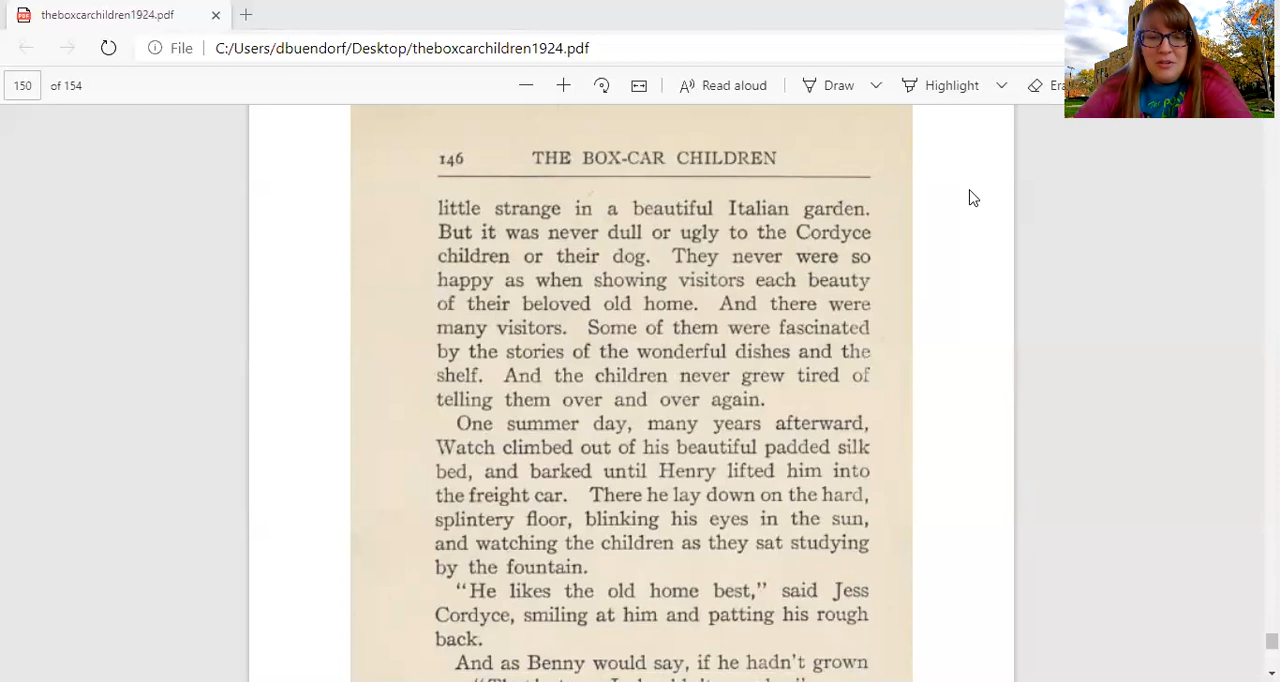 theboxcarchildren1924.pdf
File C:/Users/dbuendorf/Desktop/theboxcarchildren1924.pdf
150 of 154 Read aloud Draw Highlight
146 THE BOX-CAR CHILDREN
little strange in a beautiful Italian garden.
But it was never dull or ugly to the Cordyce
children or their dog. They never were so
happy as when showing visitors each beauty
of their beloved old home. And there were
many visitors. Some of them were fascinated
by the stories of the wonderful dishes and the
shelf. And the children never grew tired of
telling them over and over again.
One summer day, many years afterward,
Watch climbed out of his beautiful padded silk
bed, and barked until Henry lifted him into
the freight car. There he lay down on the hard,
splintery floor, blinking his eyes in the sun,
and watching the children as they sat studying
by the fountain.
"He likes the old home best," said Jess
Cordyce, smiling at him and patting his rough
back.
And as Benny would say, if he hadn't grown